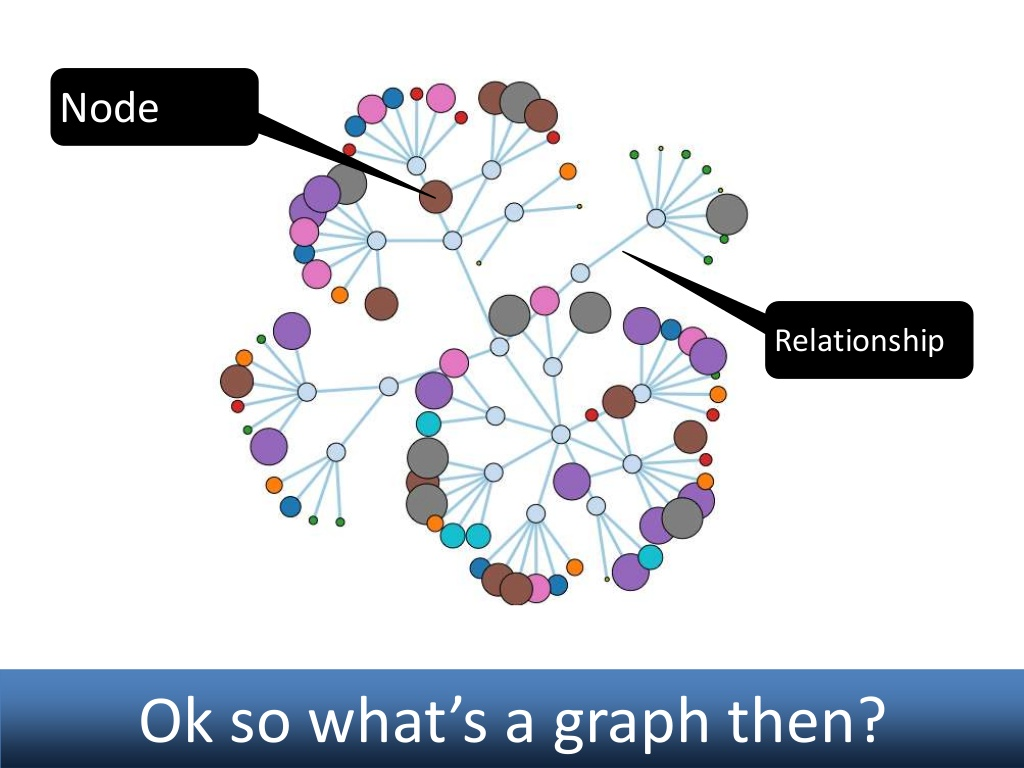 Node
Relationship
Ok so what’s a graph then?